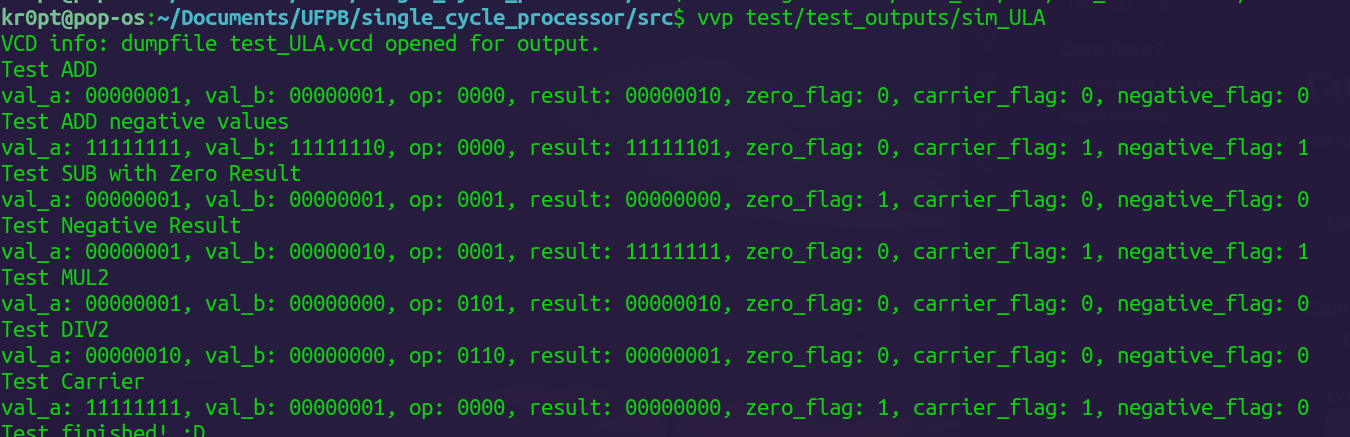 kr0pt@pop-os:~/Documents/UFPB/single_cycle_processor/src$ vvp test/test_outputs/sim_ULA
VCD info: dumpfile test_ULA.vcd opened for output.
Test ADD
val_a: 00000001, val_b: 00000001, op: 0000, result: 00000010, zero_flag: 0, carrier_flag: 0, negative_flag: 0
Test ADD negative values
val_a: 11111111, val_b: 11111110, op: 0000, result: 11111101, zero_flag: 0, carrier_flag: 1, negative_flag: 1
Test SUB with Zero Result
val_a: 00000001, val_b: 00000001, op: 0001, result: 00000000, zero_flag: 1, carrier_flag: 0, negative_flag: 0
Test Negative Result
val_a: 00000001, val_b: 00000010, op: 0001, result: 11111111, zero_flag: 0, carrier_flag: 1, negative_flag: 1
Test MUL2
val_a: 00000001, val_b: 00000000, op: 0101, result: 00000010, zero_flag: 0, carrier_flag: 0, negative_flag: 0
Test DIV2
val_a: 00000010, val_b: 00000000, op: 0110, result: 00000001, zero_flag: 0, carrier_flag: 0, negative_flag: 0
Test Carrier
val_a: 11111111, val_b: 00000001, op: 0000, result: 00000000, zero_flag: 1, carrier_flag: 1, negative_flag: 0
Test finished! :D